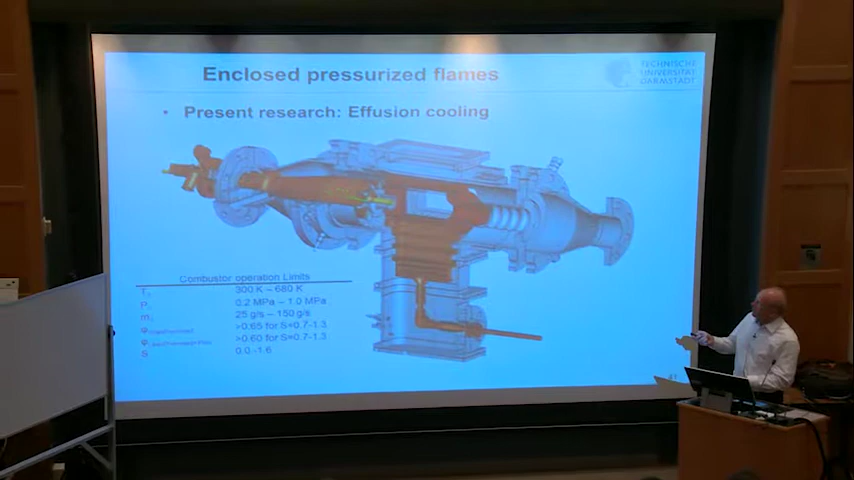 Enclosed pressurized flames
TECHNISCHE
UNIVERSITÄT
DARMSTADT
• Present research: Effusion cooling
Combustor operation Limits
300 K – 680 K
0.2 MPa – 1.0 MPa
25 g/s – 150 g/s
>0.65 for S=0.7-1.3
>0.60 for S=0.7-1.3
S 0.0 -1.6
41